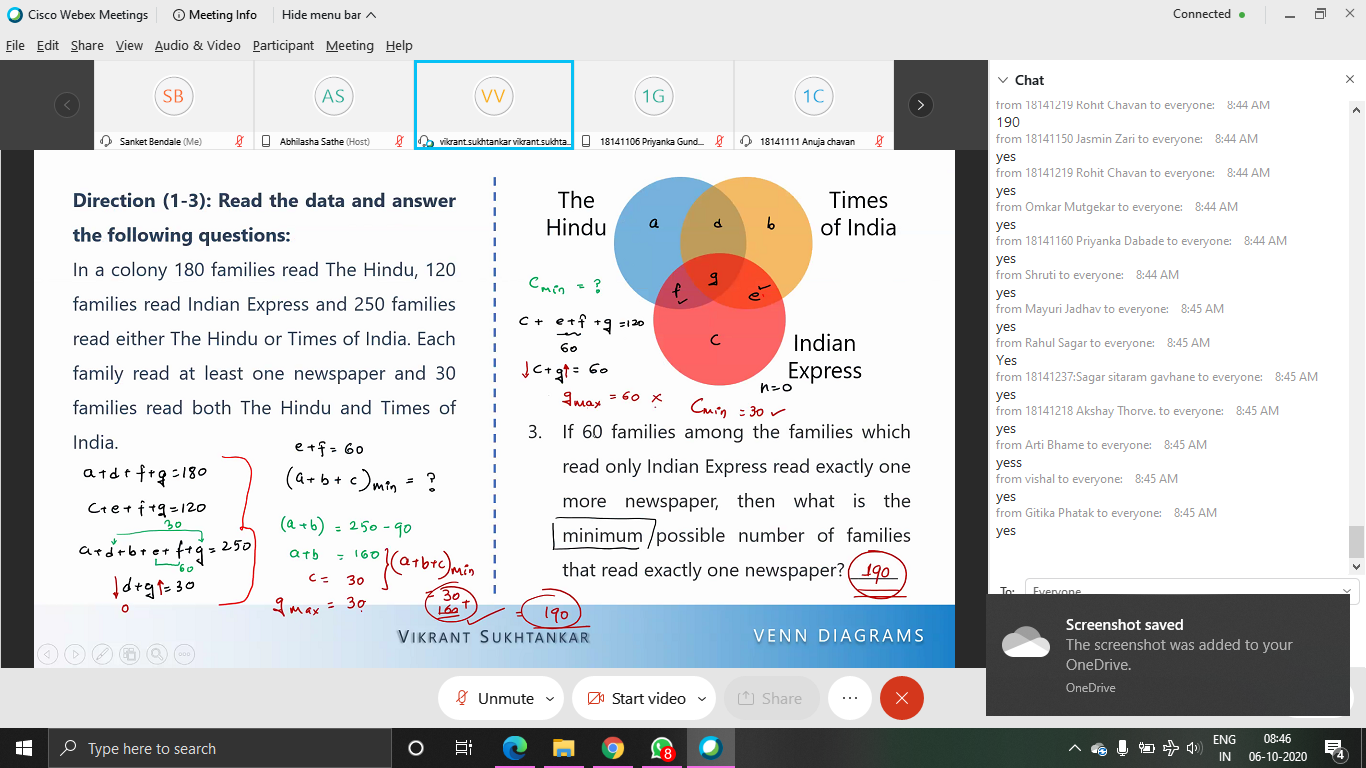 Cisco Webex Meetings
Meeting Info
Hide menu bar
Connected
File Edit Share View Audio & Video Participant Meeting Help
SB
Sanket Bendale (Me)
AS
Abhilasha Sathe (Host)
VV
vikrant.sukhtankar vikrant.sukhta...
1G
18141106 Priyanka Gund...
1C
18141111 Anuja chavan
Direction (1-3): Read the data and answer
the following questions:
In a colony 180 families read The Hindu, 120
families read Indian Express and 250 families
read either The Hindu or Times of India. Each
family read at least one newspaper and 30
families read both The Hindu and Times of
India.
a+d+f+g=180
c+e+f+g=120
30
a+d+b+e+f+g=250
60
↓d+g↑=30
0
e+f=60
(a+b+c)min = ?
(a+b) = 250-90
a+b = 160
c= 30
g max = 30
(a+b+c)min
= 30
160 +
= 190
The
Hindu
Times
of India
Indian
Express
a
d
b
g
f
e
c
Cmin = ?
c + e+f +g=120
60
↓c+g↑= 60
gmax = 60 ×
n=0
Cmin = 30 ✓
3. If 60 families among the families which
read only Indian Express read exactly one
more newspaper, then what is the
minimum possible number of families
that read exactly one newspaper? 190
VIKRANT SUKHTANKAR
VENN DIAGRAMS
Chat
from 18141219 Rohit Chavan to everyone: 8:44 AM
190
from 18141150 Jasmin Zari to everyone: 8:44 AM
yes
from 18141219 Rohit Chavan to everyone: 8:44 AM
yes
from Omkar Mutgekar to everyone: 8:44 AM
yes
from 18141160 Priyanka Dabade to everyone: 8:44 AM
yes
from Shruti to everyone: 8:44 AM
yes
from Mayuri Jadhav to everyone: 8:45 AM
yes
from Rahul Sagar to everyone: 8:45 AM
Yes
from 18141237:Sagar sitaram gavhane to everyone: 8:45 AM
yes
from 18141218 Akshay Thorve. to everyone: 8:45 AM
yes
from Arti Bhame to everyone: 8:45 AM
yess
from vishal to everyone: 8:45 AM
yes
from Gitika Phatak to everyone: 8:45 AM
yes
To: Everyone
Screenshot saved
The screenshot was added to your
OneDrive.
OneDrive
Unmute
Start video
Share
Type here to search
8
ENG
IN
08:46
06-10-2020
4